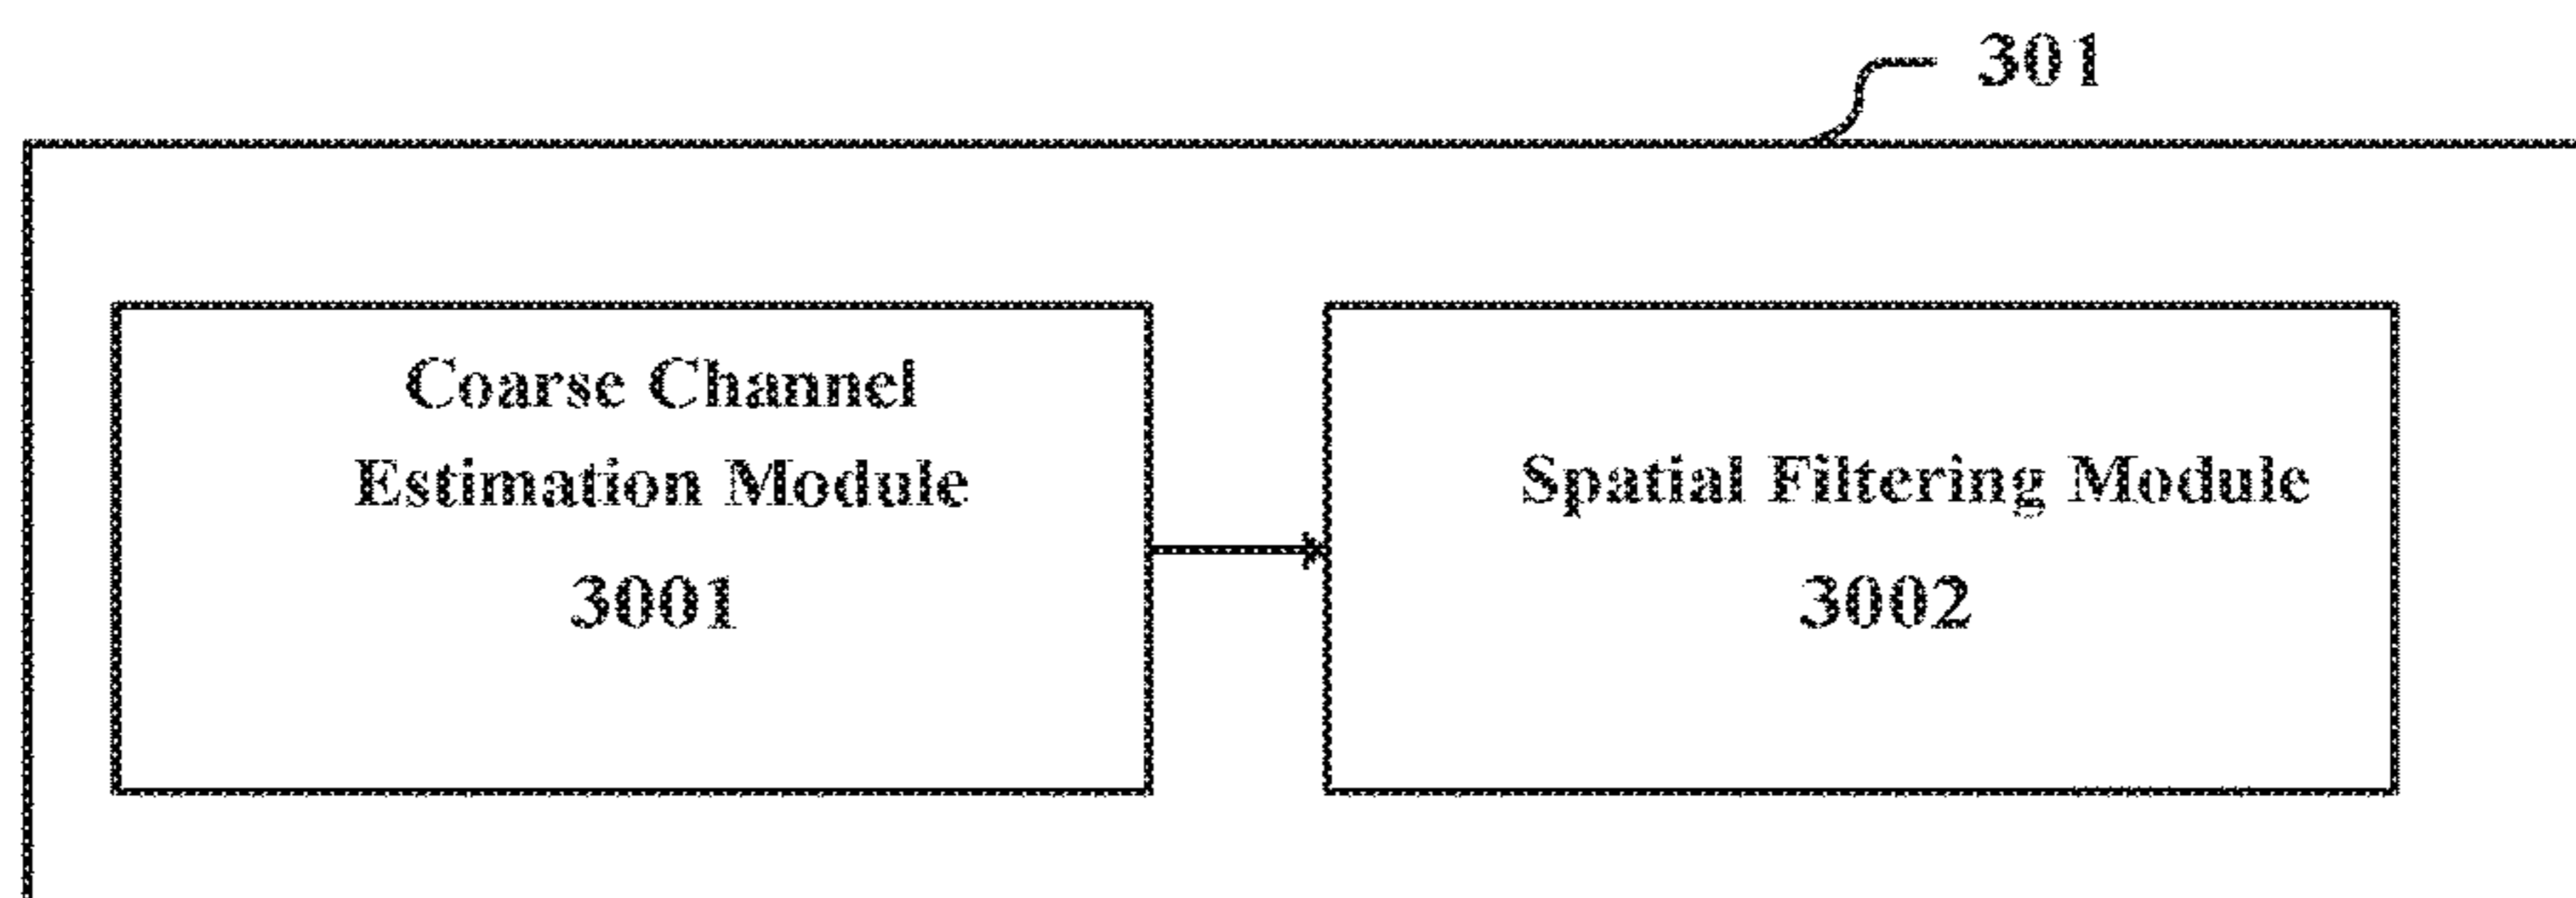 301
Coarse Channel
Estimation Module
3001
Spatial Filtering Module
3002